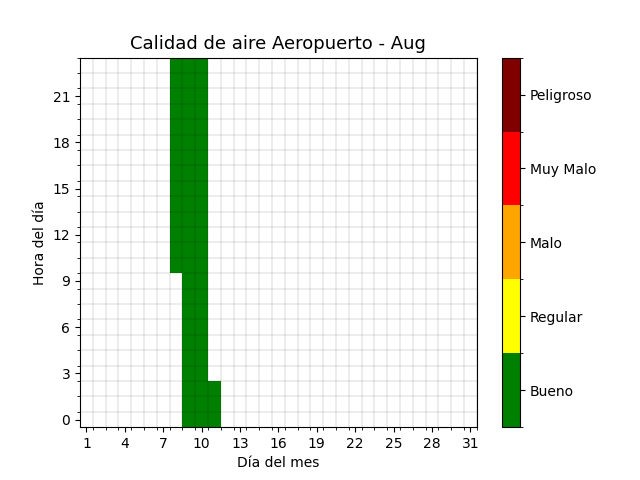 Calidad de aire Aeropuerto - Aug
Hora del día
21
18
15
12
9
6
3
0
1 4 7 10 13 16 19 22 25 28 31
Día del mes
Peligroso
Muy Malo
Malo
Regular
Bueno